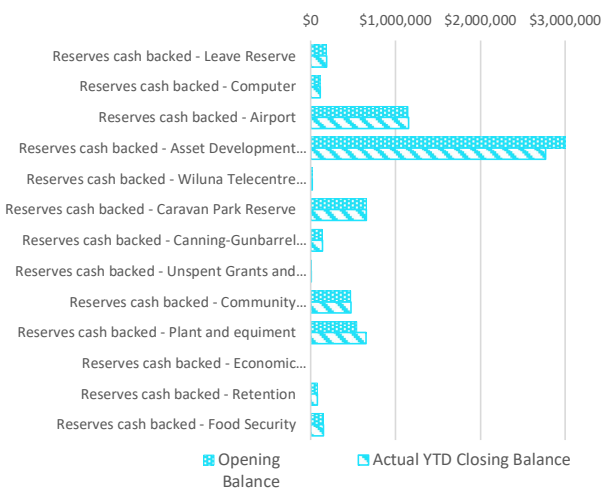 $0 $1,000,000 $2,000,000 $3,000,000
Reserves cash backed - Leave Reserve
Reserves cash backed - Computer
Reserves cash backed - Airport
Reserves cash backed - Asset Development...
Reserves cash backed - Wiluna Telecentre...
Reserves cash backed - Caravan Park Reserve
Reserves cash backed - Canning-Gunbarrel...
Reserves cash backed - Unspent Grants and...
Reserves cash backed - Community...
Reserves cash backed - Plant and equiment
Reserves cash backed - Economic...
Reserves cash backed - Retention
Reserves cash backed - Food Security
Opening
Balance
Actual YTD Closing Balance